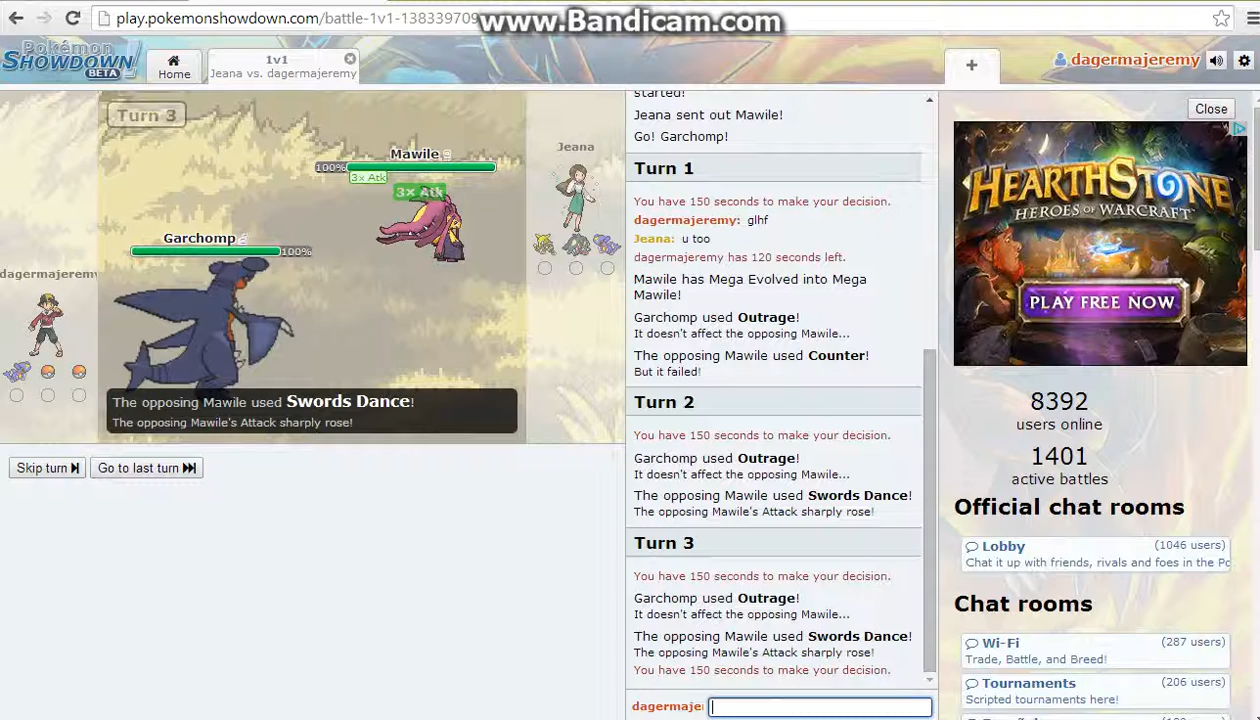 play.pokemonshowdown.com/battle-1v1-138339709
www.Bandicam.com
Pokémon
Showdown
BETA
Home
1v1
Jeana vs. dagermajeremy
+
dagermajeremy
Turn 3
Mawile
100%
3x Atk
3x Atk
Jeana
Garchomp
100%
dagermajeremy
The opposing Mawile used Swords Dance!
The opposing Mawile's Attack sharply rose!
Skip turn
Go to last turn
started!
Jeana sent out Mawile!
Go! Garchomp!
Turn 1
You have 150 seconds to make your decision.
dagermajeremy: glhf
Jeana: u too
dagermajeremy has 120 seconds left.
Mawile has Mega Evolved into Mega
Mawile!
Garchomp used Outrage!
It doesn't affect the opposing Mawile...
The opposing Mawile used Counter!
But it failed!
Turn 2
You have 150 seconds to make your decision.
Garchomp used Outrage!
It doesn't affect the opposing Mawile...
The opposing Mawile used Swords Dance!
The opposing Mawile's Attack sharply rose!
Turn 3
You have 150 seconds to make your decision.
Garchomp used Outrage!
It doesn't affect the opposing Mawile...
The opposing Mawile used Swords Dance!
The opposing Mawile's Attack sharply rose!
You have 150 seconds to make your decision.
dagermaje
Close
HEARTHSTONE
HEROES OF WARCRAFT
PLAY FREE NOW
8392
users online
1401
active battles
Official chat rooms
Lobby (1046 users)
Chat it up with friends, rivals and foes in the Po
Chat rooms
Wi-Fi (287 users)
Trade, Battle, and Breed!
Tournaments (206 users)
Scripted tournaments here!